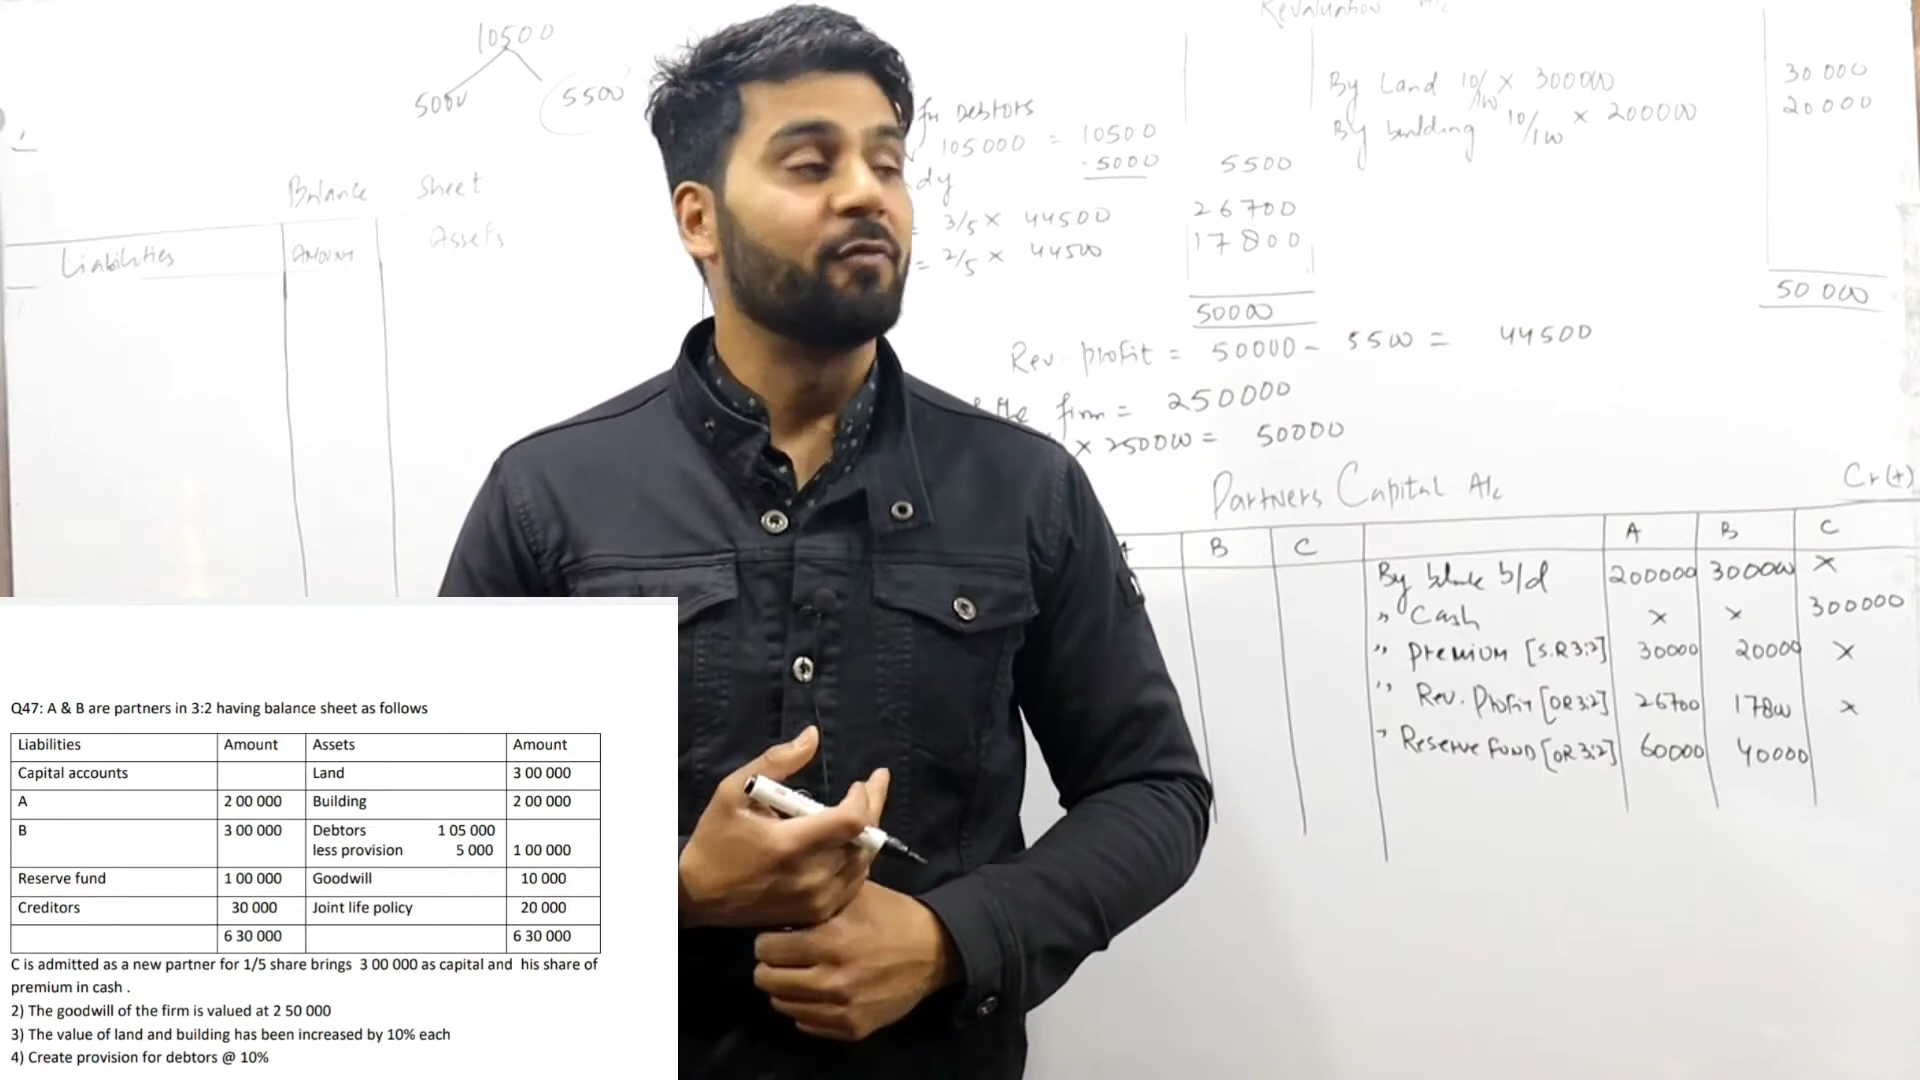 Revaluation A/c
10500
5000 5500
for Debtors
105000 = 10500
- 5000 5500
= 3/5 × 44500 26700
= 2/5 × 44500 17800
50000
By Land 10/100 × 300000 30 000
By building 10/100 × 200000 20000
50 000
Rev. profit = 50000 - 5500 = 44500
the firm = 250000
× 250000 = 50000
Balance Sheet
Liabilities AMOUNT Assets
Partners Capital A/c Cr (+)
B C A B C
By blnce b/d 200000 300000 ×
" Cash × × 300000
" Premium [S.R 3:2] 30000 20000 ×
" Rev. Profit [OR 3:2] 26700 17800 ×
" Reserve FUND [OR 3:2] 60000 40000
Q47: A & B are partners in 3:2 having balance sheet as follows
Liabilities Amount Assets Amount
Capital accounts Land 3 00 000
A 2 00 000 Building 2 00 000
B 3 00 000 Debtors 1 05 000
less provision 5 000 1 00 000
Reserve fund 1 00 000 Goodwill 10 000
Creditors 30 000 Joint life policy 20 000
6 30 000 6 30 000
C is admitted as a new partner for 1/5 share brings 3 00 000 as capital and his share of
premium in cash .
2) The goodwill of the firm is valued at 2 50 000
3) The value of land and building has been increased by 10% each
4) Create provision for debtors @ 10%